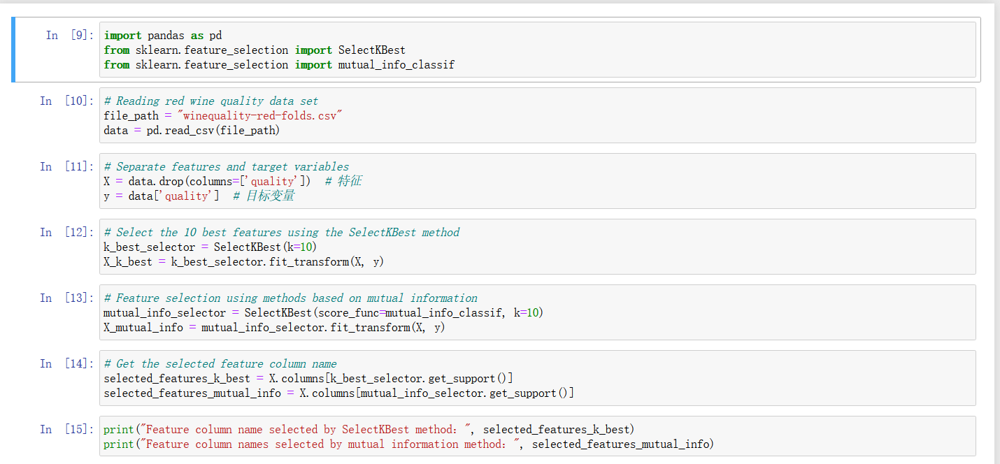 In [9]:
import pandas as pd
from sklearn.feature_selection import SelectKBest
from sklearn.feature_selection import mutual_info_classif
In [10]:
# Reading red wine quality data set
file_path = "winequality-red-folds.csv"
data = pd.read_csv(file_path)
In [11]:
# Separate features and target variables
X = data.drop(columns=['quality']) # 特征
y = data['quality'] # 目标变量
In [12]:
# Select the 10 best features using the SelectKBest method
k_best_selector = SelectKBest(k=10)
X_k_best = k_best_selector.fit_transform(X, y)
In [13]:
# Feature selection using methods based on mutual information
mutual_info_selector = SelectKBest(score_func=mutual_info_classif, k=10)
X_mutual_info = mutual_info_selector.fit_transform(X, y)
In [14]:
# Get the selected feature column name
selected_features_k_best = X.columns[k_best_selector.get_support()]
selected_features_mutual_info = X.columns[mutual_info_selector.get_support()]
In [15]:
print("Feature column name selected by SelectKBest method：", selected_features_k_best)
print("Feature column names selected by mutual information method：", selected_features_mutual_info)